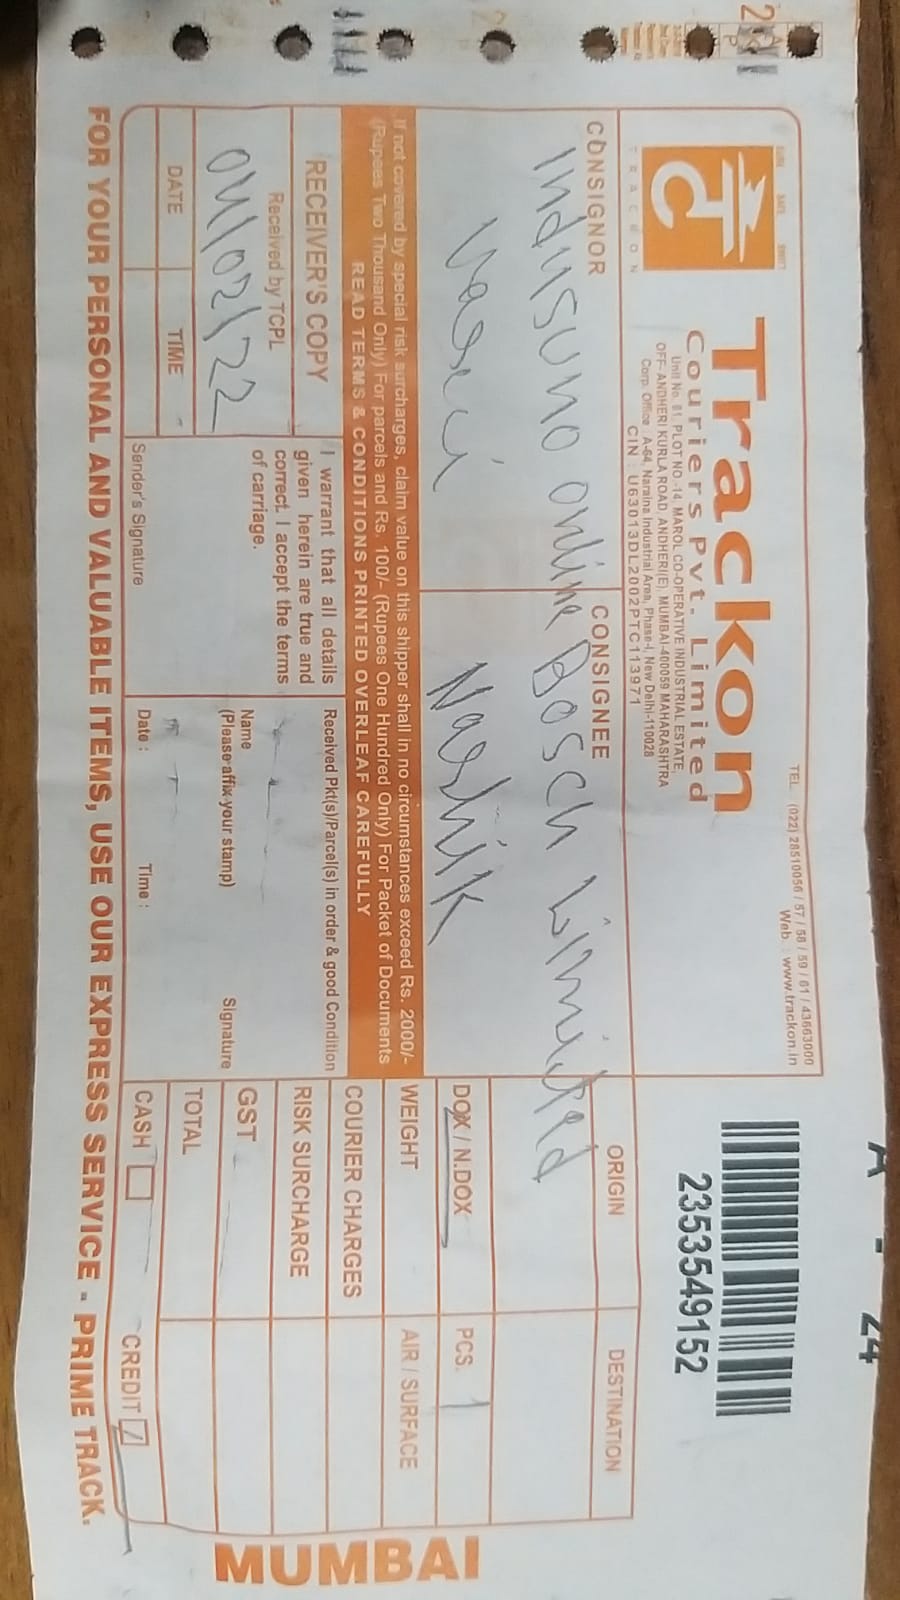 TEL. : (022) 28510056 / 57 / 58 / 59 / 61 / 43663000
Web. : www.trackon.in
SURE SAFE SWIFT
TRACKON
Trackon
Couriers Pvt. Limited
Unit No. 81, PLOT NO.-14, MAROL CO-OPERATIVE INDUSTRIAL ESTATE,
OFF- ANDHERI KURLA ROAD, ANDHERI(E), MUMBAI-400059 MAHARASHTRA
Corp. Office : A-64, Naraina Industrial Area, Phase-I, New Delhi-110028
CIN : U63013DL2002PTC113971
2353549152
CONSIGNOR
CONSIGNEE
ORIGIN
DESTINATION
Indusuno online
Vasai
Bosch Limited
Nashik
DOX / N.DOX
PCS. 1
WEIGHT
AIR / SURFACE
If not covered by special risk surcharges, claim value on this shipper shall in no circumstances exceed Rs. 2000/-
(Rupees Two Thousand Only) For parcels and Rs. 100/- (Rupees One Hundred Only) For Packet of Documents
READ TERMS & CONDITIONS PRINTED OVERLEAF CAREFULLY
COURIER CHARGES
RISK SURCHARGE
GST
TOTAL
CASH
CREDIT
RECEIVER'S COPY
Received by TCPL
04/02/22
DATE
TIME
I warrant that all details
given herein are true and
correct. I accept the terms
of carriage.
Sender's Signature
Received Pkt(s)/Parcel(s) in order & good Condition
Name
(Please affix your stamp)
Signature
Date :
Time :
FOR YOUR PERSONAL AND VALUABLE ITEMS, USE OUR EXPRESS SERVICE - PRIME TRACK.
MUMBAI